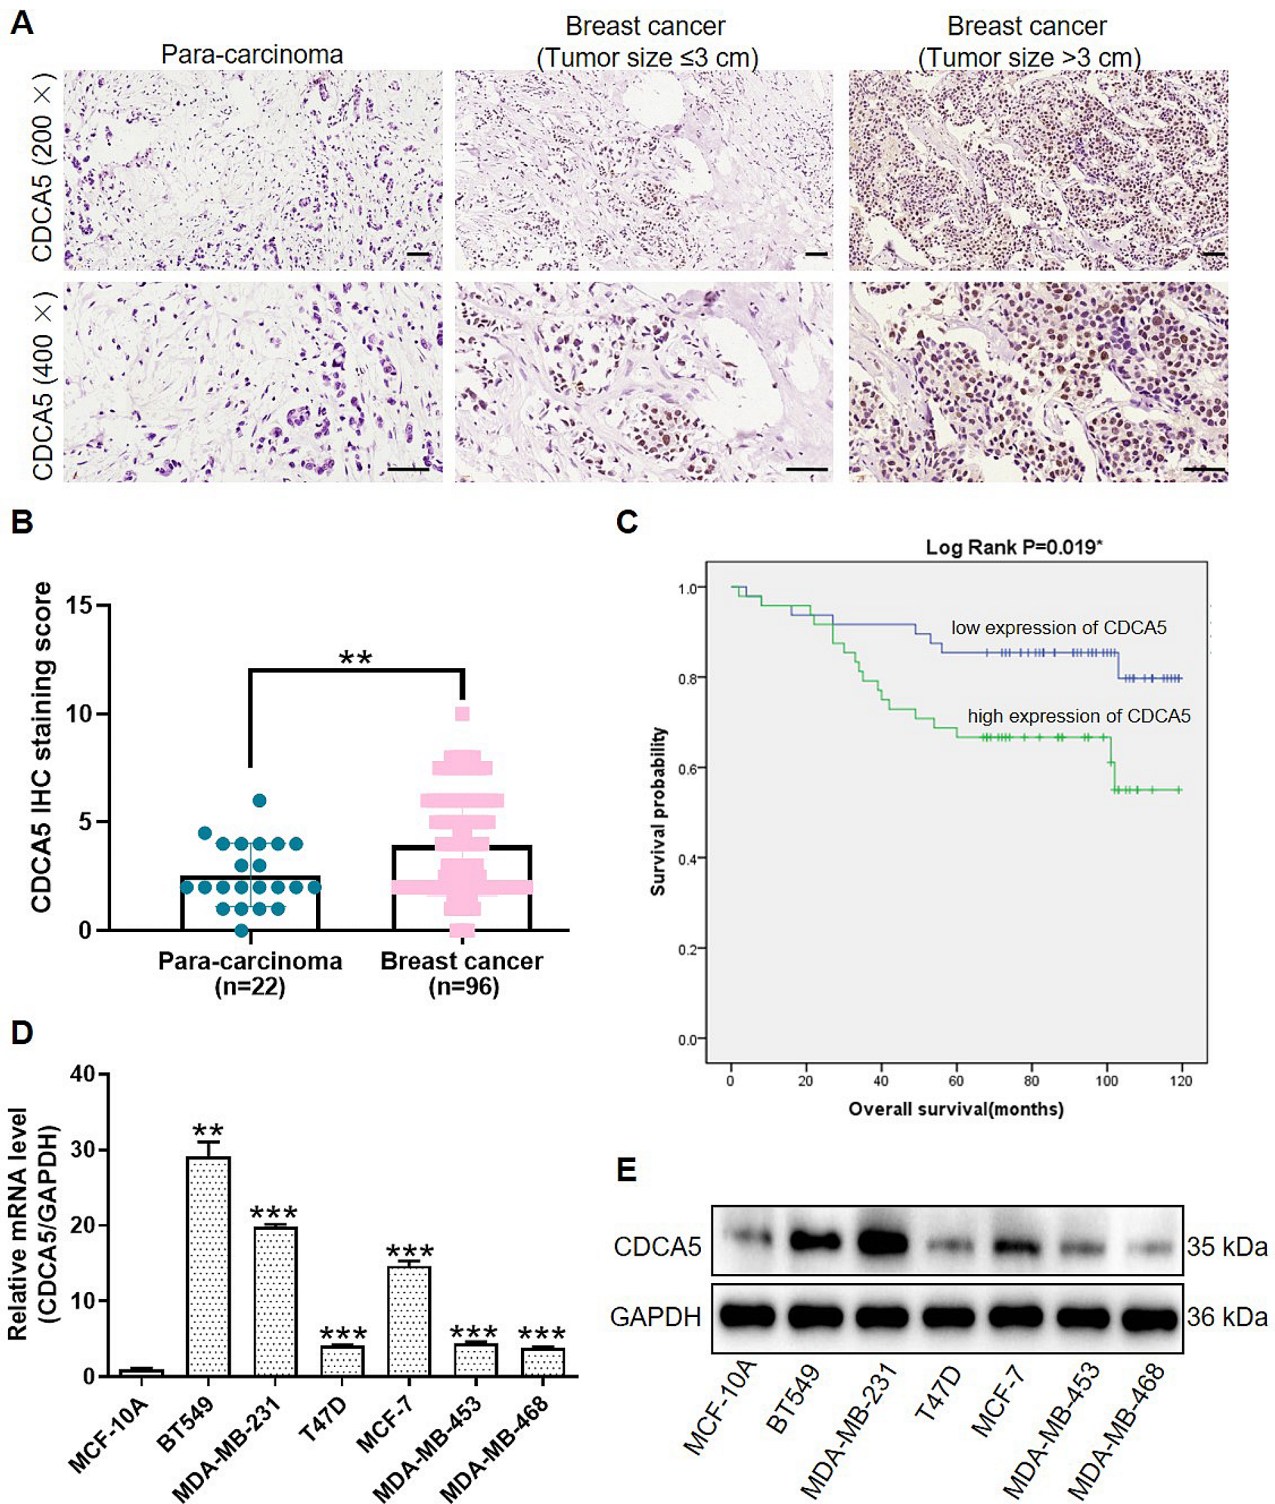 A
Para-carcinoma
Breast cancer
(Tumor size ≤3 cm)
Breast cancer
(Tumor size >3 cm)
CDCA5 (200 ×)
CDCA5 (400 ×)
B
CDCA5 IHC staining score
15
10
5
0
**
Para-carcinoma
(n=22)
Breast cancer
(n=96)
C
Log Rank P=0.019*
Survival probability
1.0
0.8
0.6
0.4
0.2
0.0
low expression of CDCA5
high expression of CDCA5
0 20 40 60 80 100 120
Overall survival(months)
D
Relative mRNA level
(CDCA5/GAPDH)
40
30
20
10
0
**
***
***
***
***
***
MCF-10A
BT549
MDA-MB-231
T47D
MCF-7
MDA-MB-453
MDA-MB-468
E
CDCA5
35 kDa
GAPDH
36 kDa
MCF-10A
BT549
MDA-MB-231
T47D
MCF-7
MDA-MB-453
MDA-MB-468